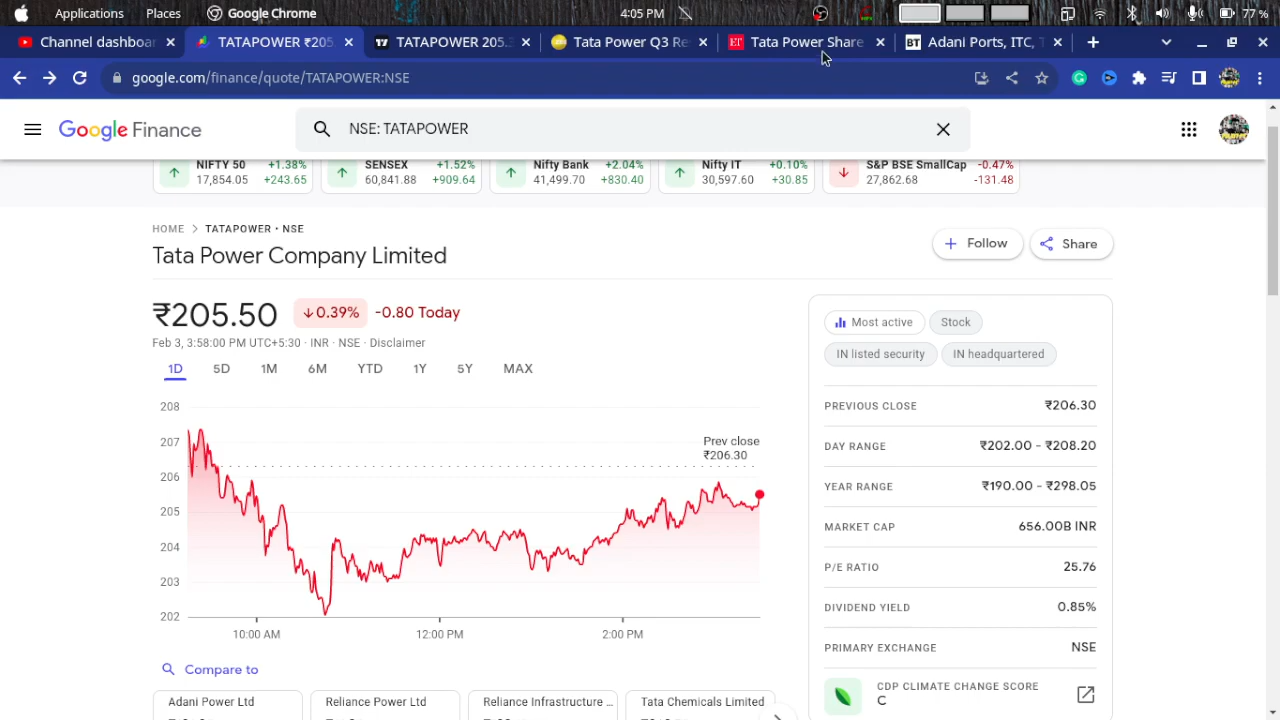 Applications Places Google Chrome 4:05 PM 77 %
Channel dashboa TATAPOWER ₹205 TATAPOWER 205.3 Tata Power Q3 Re Tata Power Share Adani Ports, ITC, T
google.com/finance/quote/TATAPOWER:NSE
Google Finance NSE: TATAPOWER
NIFTY 50 +1.38% SENSEX +1.52% Nifty Bank +2.04% Nifty IT +0.10% S&P BSE SmallCap -0.47%
17,854.05 +243.65 60,841.88 +909.64 41,499.70 +830.40 30,597.60 +30.85 27,862.68 -131.48
HOME TATAPOWER • NSE
Tata Power Company Limited
+ Follow Share
₹205.50 ↓0.39% -0.80 Today
Feb 3, 3:58:00 PM UTC+5:30 · INR · NSE · Disclaimer
1D 5D 1M 6M YTD 1Y 5Y MAX
208
207
206
205
204
203
202
Prev close
₹206.30
10:00 AM 12:00 PM 2:00 PM
Compare to
Adani Power Ltd Reliance Power Ltd Reliance Infrastructure ... Tata Chemicals Limited
Most active Stock
IN listed security IN headquartered
PREVIOUS CLOSE ₹206.30
DAY RANGE ₹202.00 - ₹208.20
YEAR RANGE ₹190.00 - ₹298.05
MARKET CAP 656.00B INR
P/E RATIO 25.76
DIVIDEND YIELD 0.85%
PRIMARY EXCHANGE NSE
CDP CLIMATE CHANGE SCORE
C